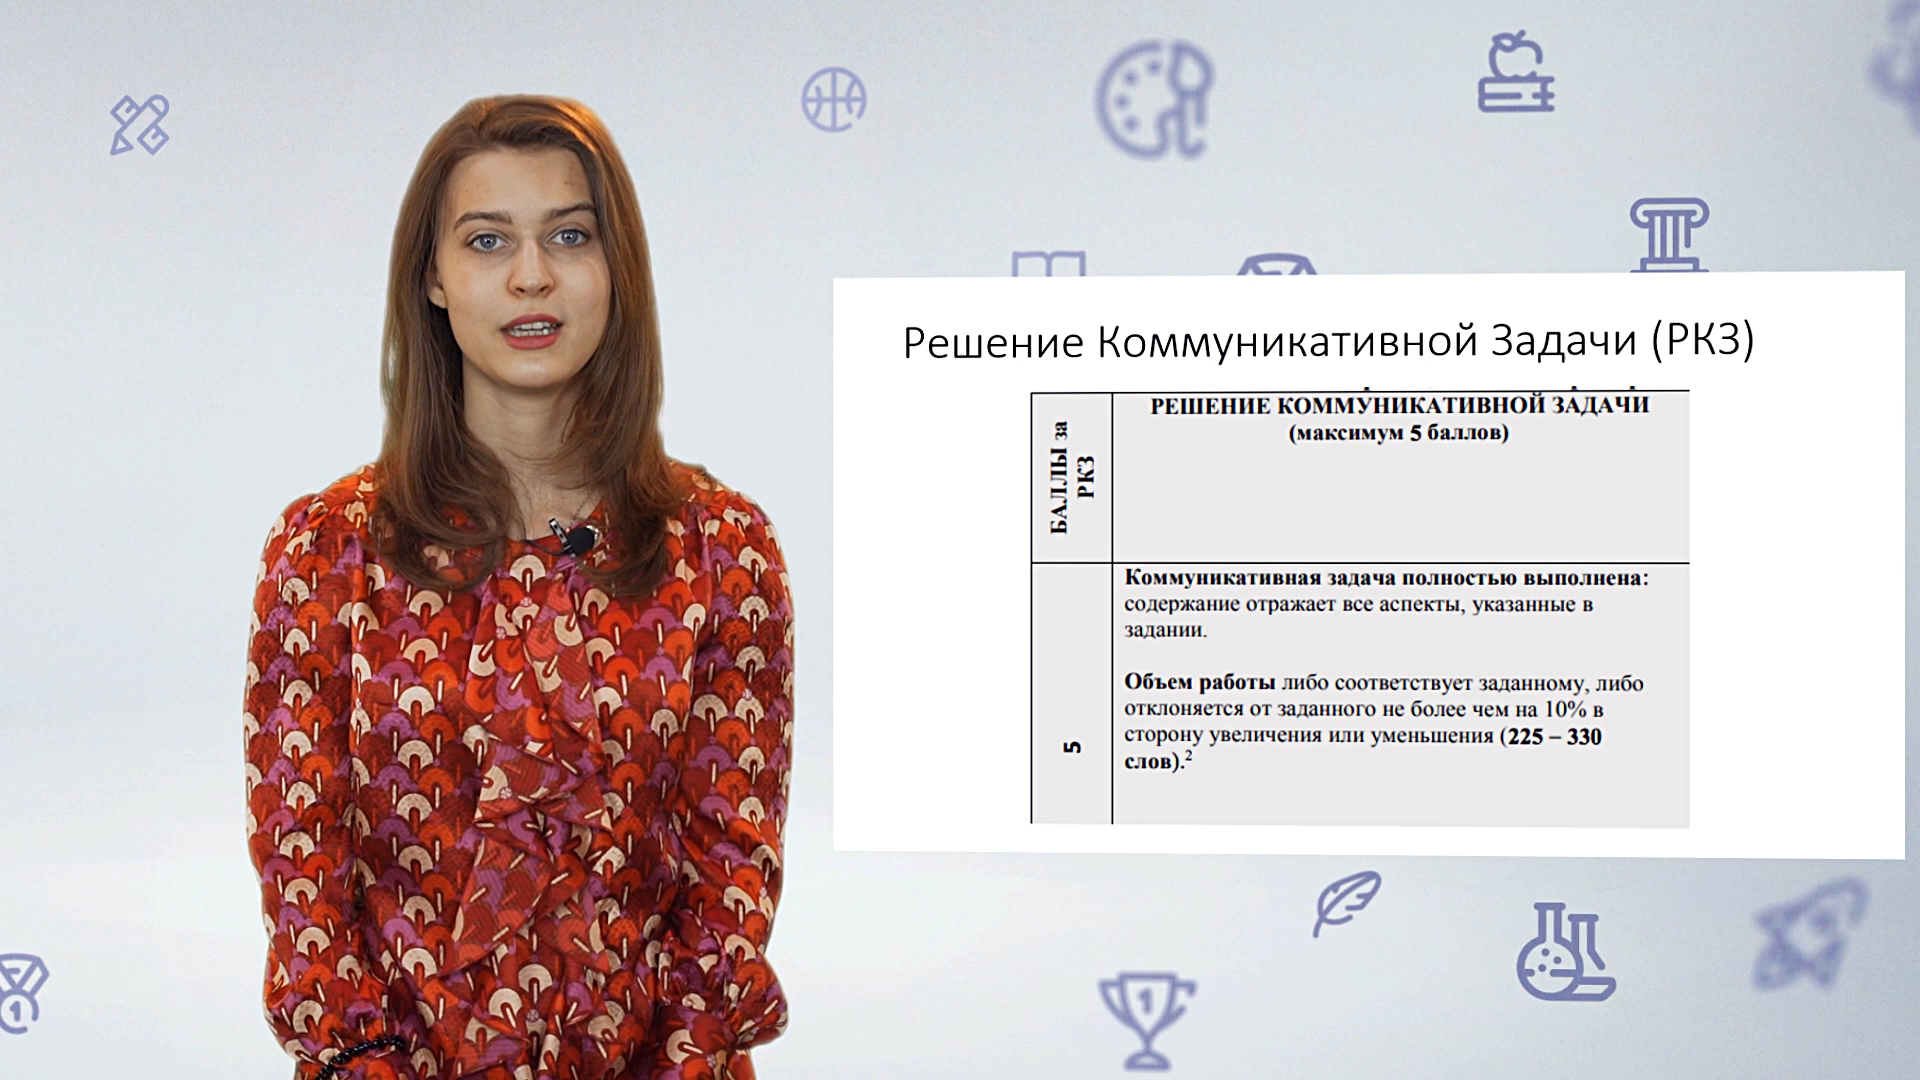 Решение Коммуникативной Задачи (РКЗ)
БАЛЛЫ за
РКЗ
РЕШЕНИЕ КОММУНИКАТИВНОЙ ЗАДАЧИ
(максимум 5 баллов)
5
Коммуникативная задача полностью выполнена:
содержание отражает все аспекты, указанные в
задании.
Объем работы либо соответствует заданному, либо
отклоняется от заданного не более чем на 10% в
сторону увеличения или уменьшения (225 – 330
слов).²
1
1